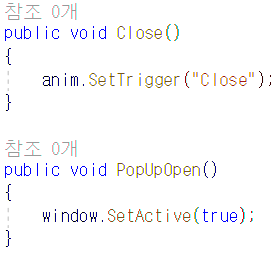 참조 0개
public void Close()
{
    anim.SetTrigger("Close");
}
참조 0개
public void PopUpOpen()
{
    window.SetActive(true);
}